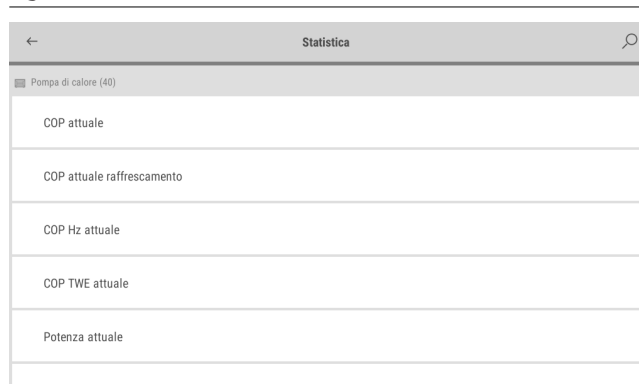 Statistica
Pompa di calore (40)
COP attuale
COP attuale raffrescamento
COP Hz attuale
COP TWE attuale
Potenza attuale